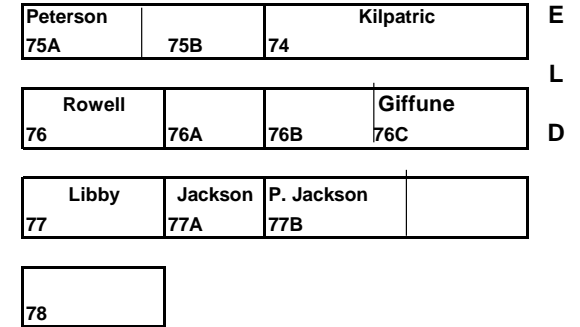 Peterson Kilpatric E
75A 75B 74
L
Rowell Giffune
76 76A 76B 76C D
Libby Jackson P. Jackson
77 77A 77B
78